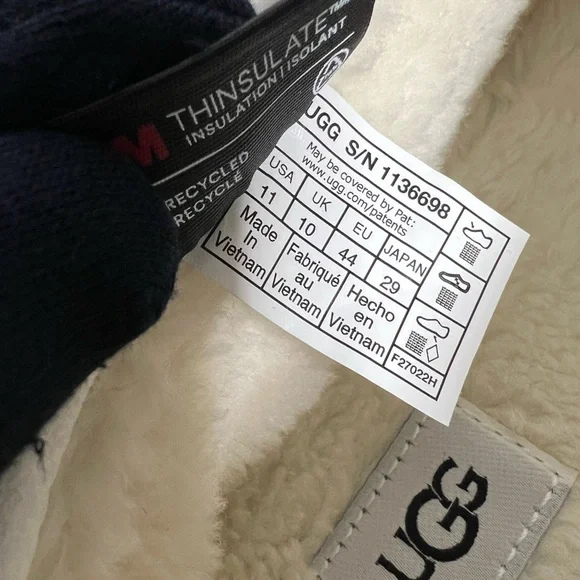 M THINSULATE™
INSULATION | ISOLANT
RECYCLED
RECYCLE
UGG S/N 1136698
May be covered by Pat:
www.ugg.com/patents
USA UK EU JAPAN
11 10 44 29
Made in Vietnam
Fabriqué au Vietnam
Hecho en Vietnam
F27022H
UGG